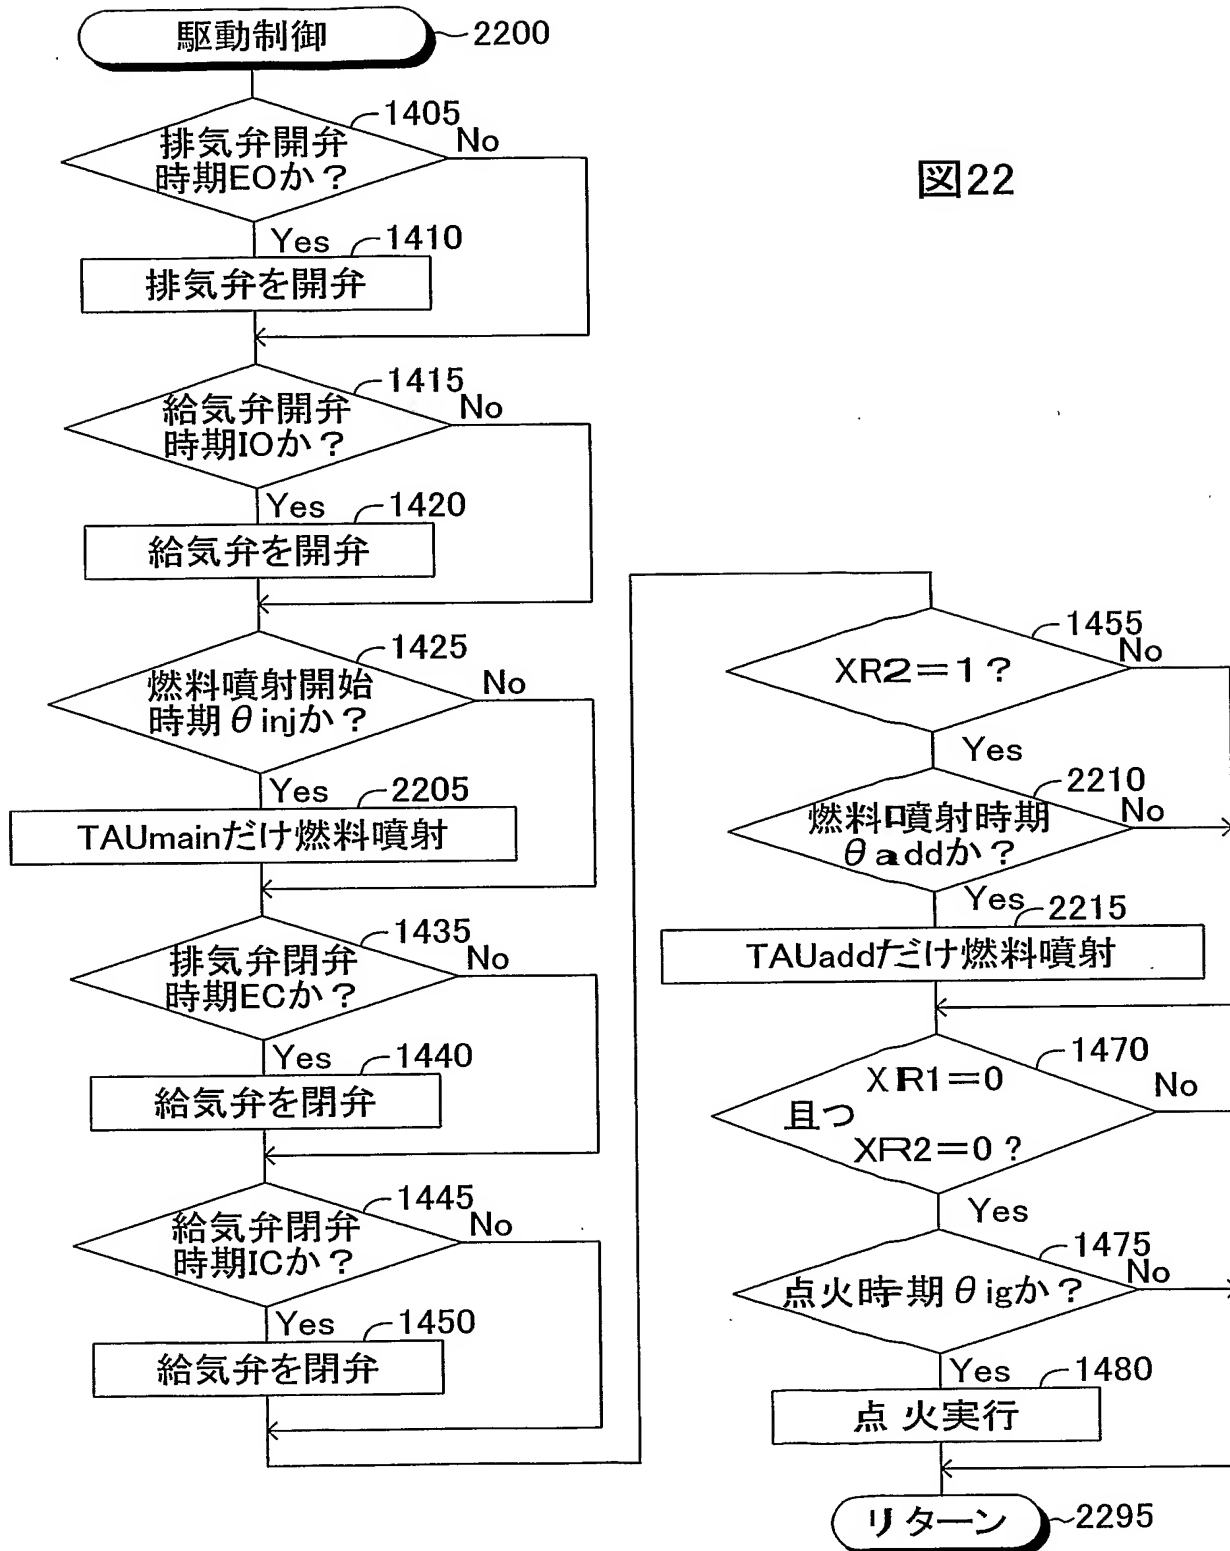 駆動制御
2200
1405
排気弁開弁
時期EOか？
No
Yes
1410
排気弁を開弁
1415
給気弁開弁
時期IOか？
No
Yes
1420
給気弁を開弁
1425
燃料噴射開始
時期θinjか？
No
Yes
2205
TAUmainだけ燃料噴射
1435
排気弁閉弁
時期ECか？
No
Yes
1440
給気弁を閉弁
1445
給気弁閉弁
時期ICか？
No
Yes
1450
給気弁を閉弁
図22
1455
XR2=1？
No
Yes
2210
燃料噴射時期
θaddか？
No
Yes
2215
TAUaddだけ燃料噴射
1470
XR1=0
且つ
XR2=0？
No
Yes
1475
点火時期θigか？
No
Yes
1480
点火実行
リターン
2295